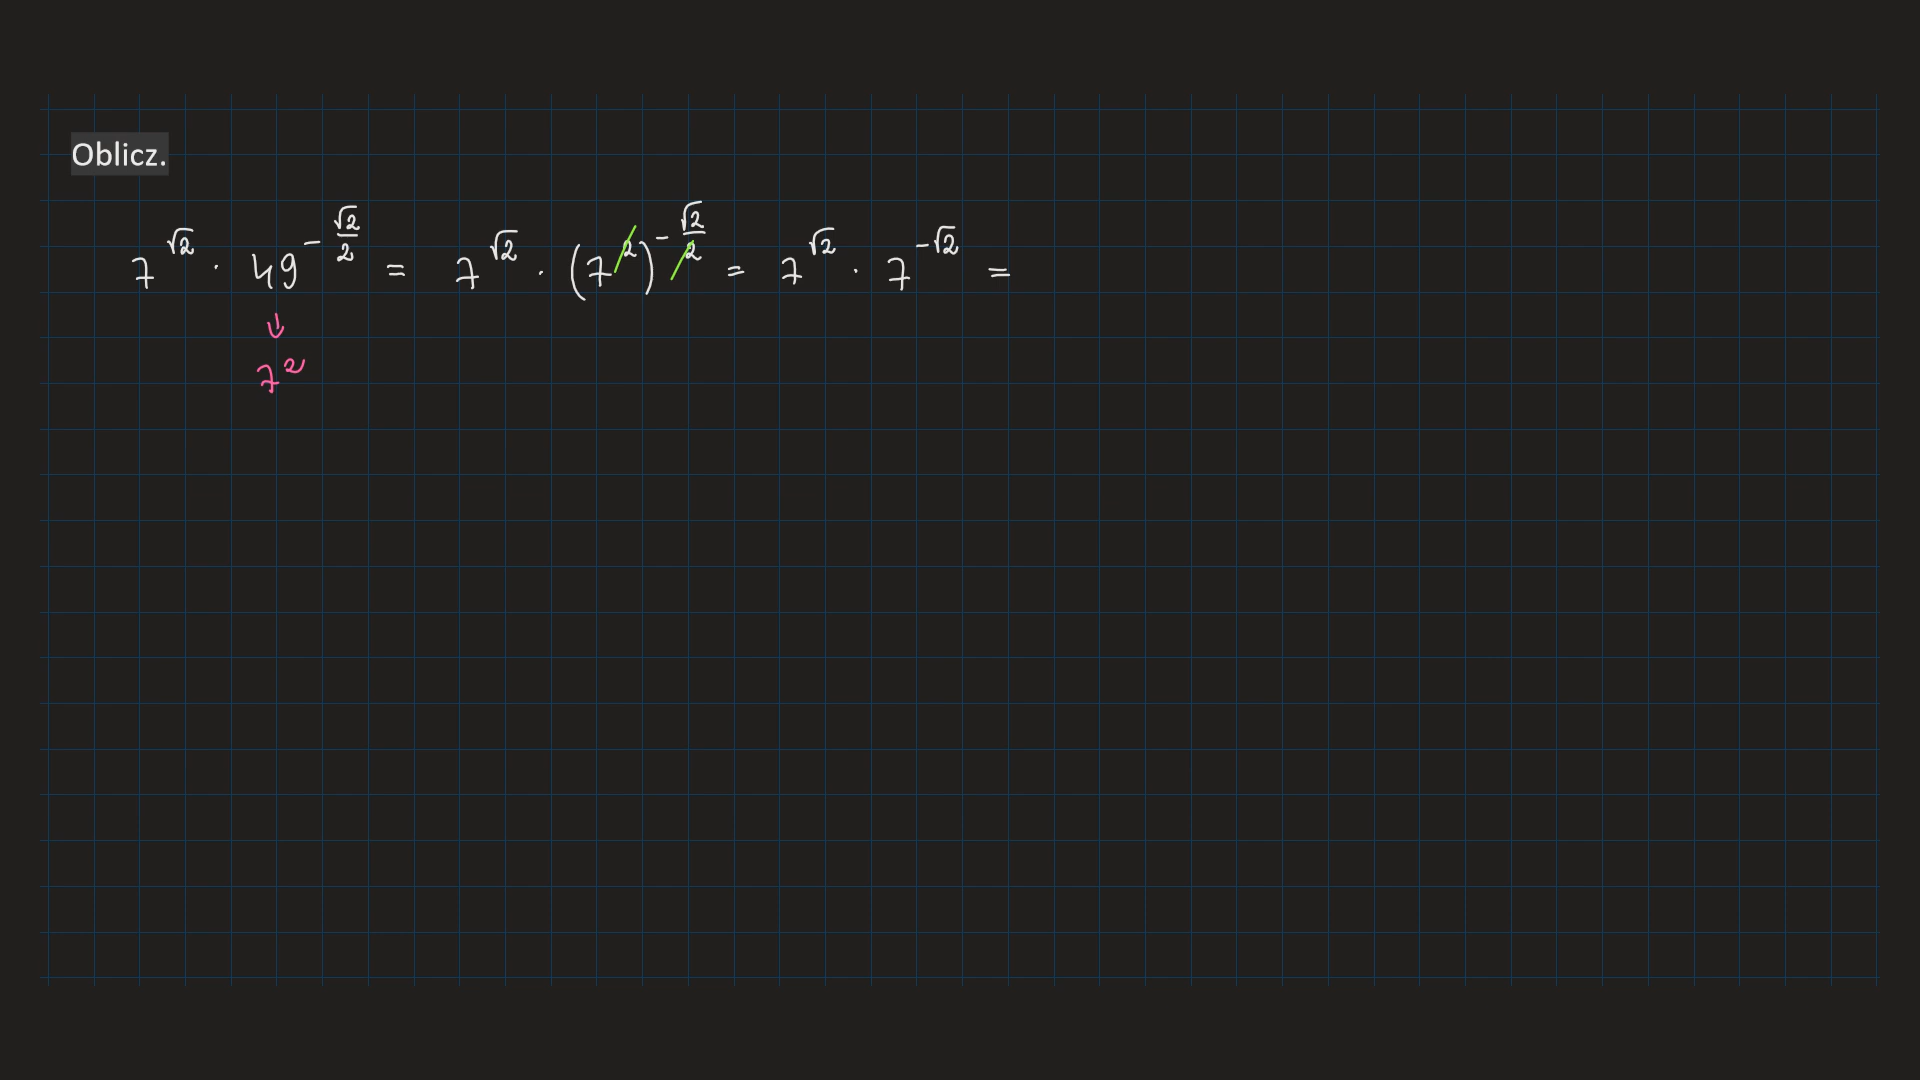 Oblicz.
7^√2 · 49^(-√2/2) = 7^√2 · (7^2)^(-√2/2) = 7^√2 · 7^(-√2) =
↓
7^2